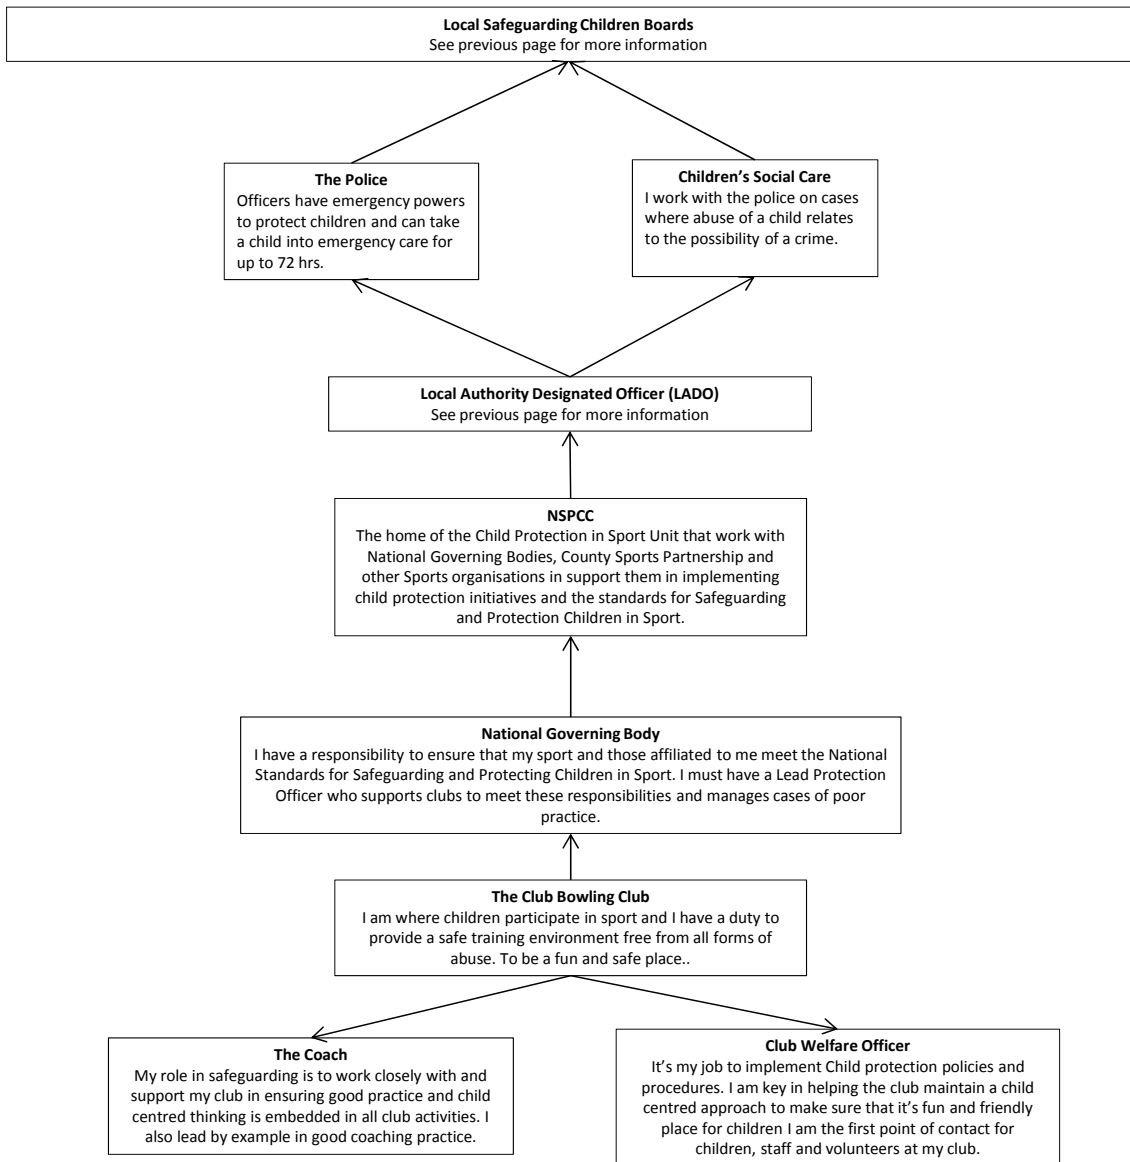 Local Safeguarding Children Boards
See previous page for more information
The Police
Officers have emergency powers
to protect children and can take
a child into emergency care for
up to 72 hrs.
Children’s Social Care
I work with the police on cases
where abuse of a child relates
to the possibility of a crime.
Local Authority Designated Officer (LADO)
See previous page for more information
NSPCC
The home of the Child Protection in Sport Unit that work with
National Governing Bodies, County Sports Partnership and
other Sports organisations in support them in implementing
child protection initiatives and the standards for Safeguarding
and Protection Children in Sport.
National Governing Body
I have a responsibility to ensure that my sport and those affiliated to me meet the National
Standards for Safeguarding and Protecting Children in Sport. I must have a Lead Protection
Officer who supports clubs to meet these responsibilities and manages cases of poor
practice.
The Club Bowling Club
I am where children participate in sport and I have a duty to
provide a safe training environment free from all forms of
abuse. To be a fun and safe place..
The Coach
My role in safeguarding is to work closely with and
support my club in ensuring good practice and child
centred thinking is embedded in all club activities. I
also lead by example in good coaching practice.
Club Welfare Officer
It’s my job to implement Child protection policies and
procedures. I am key in helping the club maintain a child
centred approach to make sure that it’s fun and friendly
place for children I am the first point of contact for
children, staff and volunteers at my club.